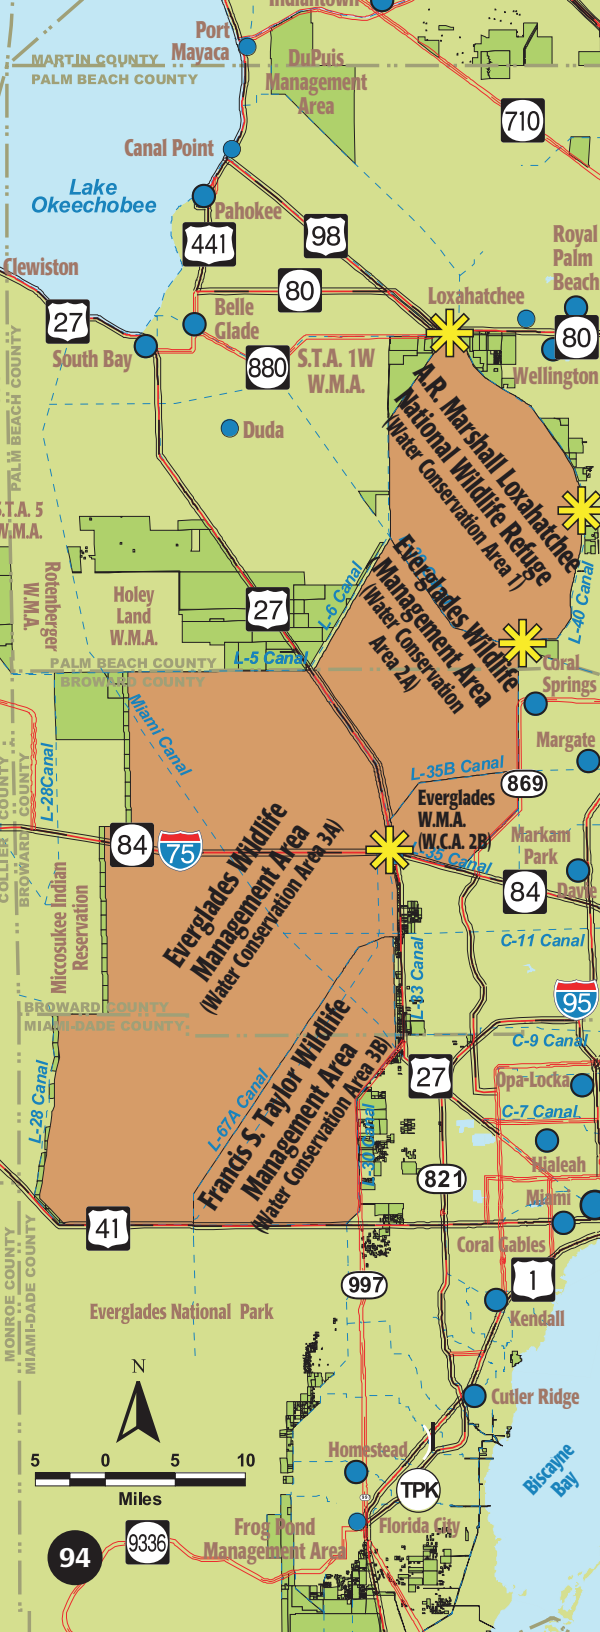 Indiantown
Port
Mayaca
MARTIN COUNTY
PALM BEACH COUNTY
DuPuis
Management
Area
710
Canal Point
Lake
Okeechobee
Pahokee
441
98
Royal
Palm
Beach
Clewiston
27
80
Loxahatchee
Belle
Glade
80
South Bay
880
S.T.A. 1W
W.M.A.
Wellington
PALM BEACH COUNTY
Duda
A.R. Marshall Loxahatchee
National Wildlife Refuge
(Water Conservation Area 1)
S.T.A. 5
W.M.A.
Rotenberger
W.M.A.
Holey
Land
W.M.A.
27
L-6 Canal
Everglades Wildlife
Management Area
(Water Conservation
Area 2A)
L-40 Canal
L-5 Canal
PALM BEACH COUNTY
BROWARD COUNTY
Coral
Springs
Miami Canal
L-28Canal
Margate
L-35B Canal
869
Everglades
W.M.A.
(W.C.A. 2B)
COLLIER COUNTY
BROWARD COUNTY
84
75
L-35 Canal
Markam
Park
Davie
84
Everglades Wildlife
Management Area
(Water Conservation Area 3A)
Miccosukee Indian
Reservation
C-11 Canal
L-33 Canal
95
BROWARD COUNTY
MIAMI-DADE COUNTY
C-9 Canal
27
Opa-Locka
L-28 Canal
L-67A Canal
Francis S. Taylor Wildlife
Management Area
(Water Conservation Area 3B)
L-30 Canal
C-7 Canal
Hialeah
821
Miami
41
Coral Gables
MONROE COUNTY
MIAMI-DADE COUNTY
997
1
Everglades National Park
Kendall
N
Cutler Ridge
5 0 5 10
Miles
Homestead
Biscayne
Bay
TPK
94
9336
Frog Pond
Management Area
Florida City